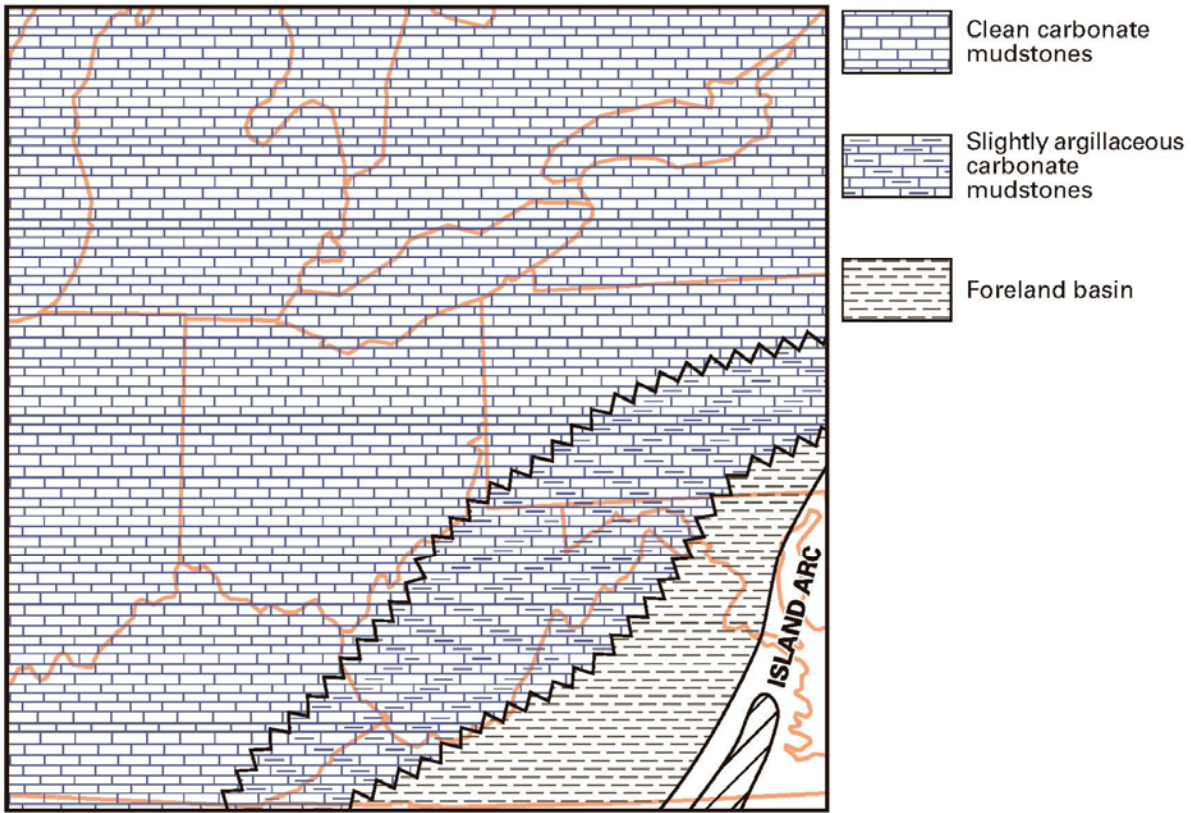 Clean carbonate
mudstones
Slightly argillaceous
carbonate
mudstones
Foreland basin
ISLAND ARC